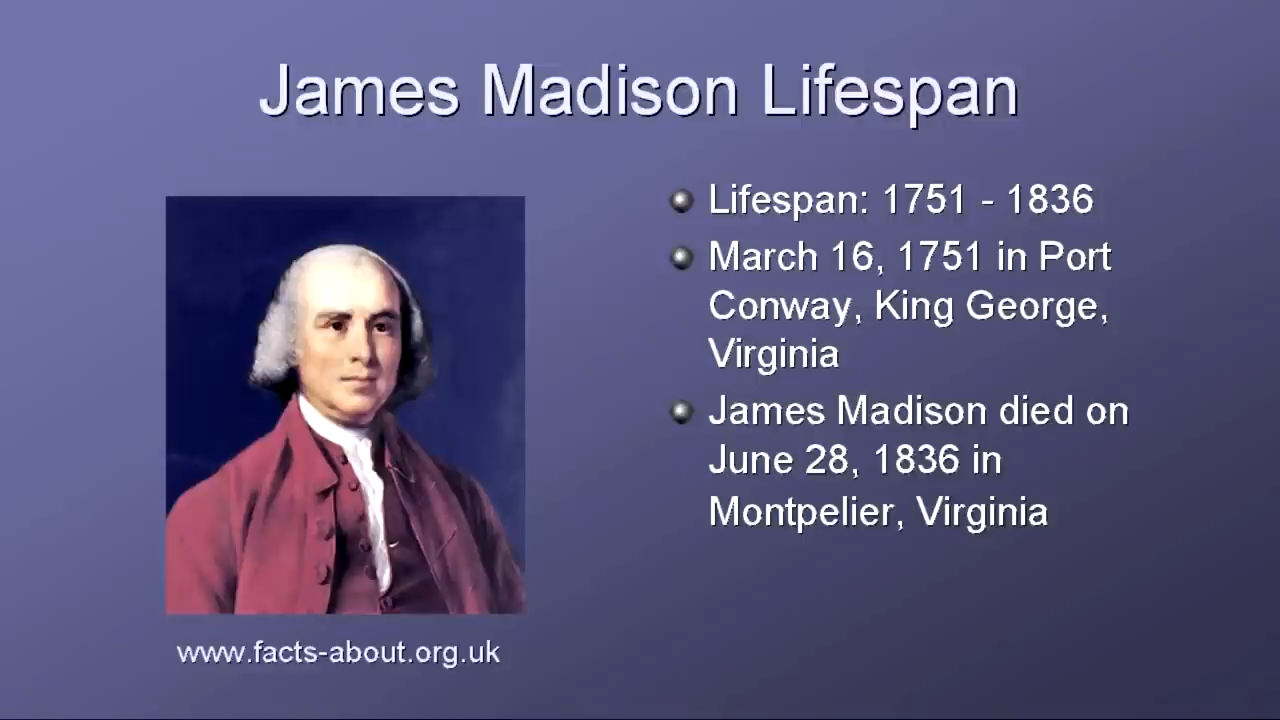 James Madison Lifespan
Lifespan: 1751 - 1836
March 16, 1751 in Port
Conway, King George,
Virginia
James Madison died on
June 28, 1836 in
Montpelier, Virginia
www.facts-about.org.uk